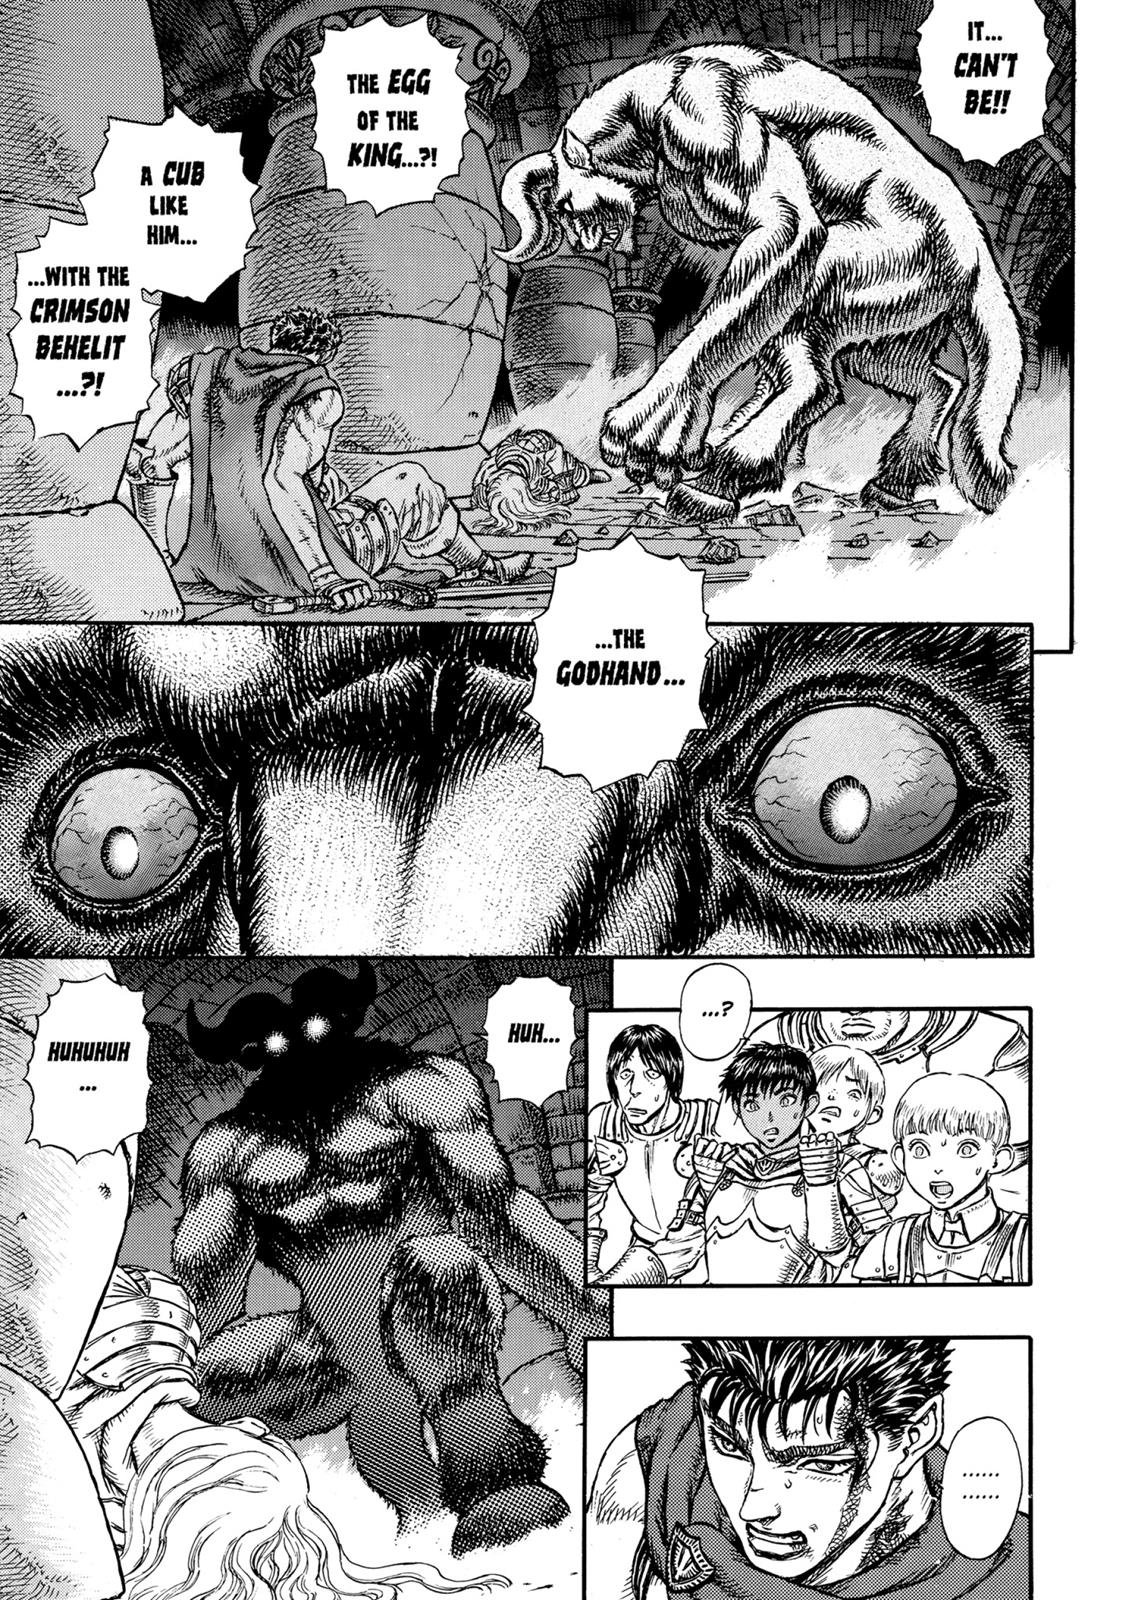 IT...
CAN'T
BE!!
THE EGG
OF THE
KING...?!
A CUB
LIKE
HIM...
...WITH THE
CRIMSON
BEHELIT
...?!
...THE
GODHAND...
...?
HUH...
HUHUHUH
...
......
......